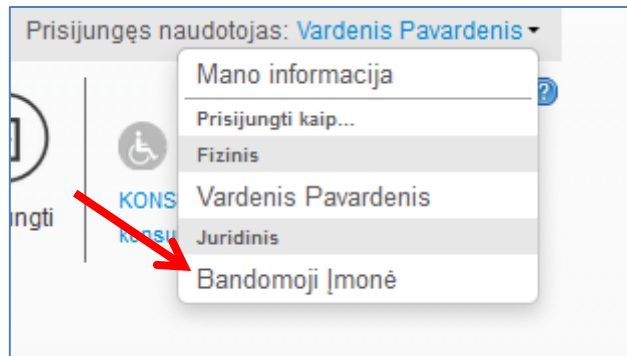 Prisijungęs naudotojas: Vardenis Pavardenis
Mano informacija
Prisijungti kaip...
Fizinis
Vardenis Pavardenis
Juridinis
Bandomoji Įmonė
ungti
KONS
konsu
?